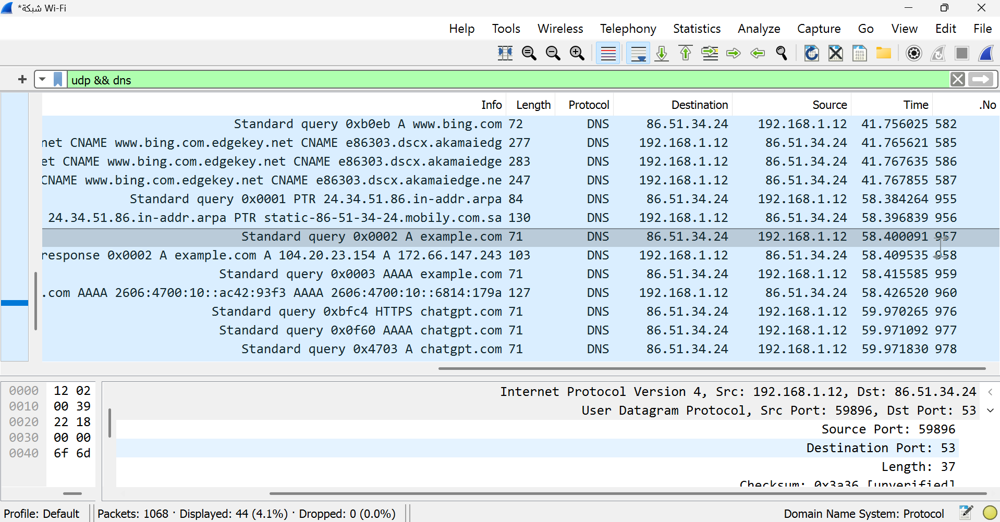 *شبكة Wi-Fi
Help Tools Wireless Telephony Statistics Analyze Capture Go View Edit File
udp && dns
Info Length Protocol Destination Source Time .No
Standard query 0xb0eb A www.bing.com 72 DNS 86.51.34.24 192.168.1.12 41.756025 582
net CNAME www.bing.com.edgekey.net CNAME e86303.dscx.akamaiedg 277 DNS 192.168.1.12 86.51.34.24 41.765621 585
et CNAME www.bing.com.edgekey.net CNAME e86303.dscx.akamaiedge 283 DNS 192.168.1.12 86.51.34.24 41.767635 586
CNAME www.bing.com.edgekey.net CNAME e86303.dscx.akamaiedge.ne 247 DNS 192.168.1.12 86.51.34.24 41.767855 587
Standard query 0x0001 PTR 24.34.51.86.in-addr.arpa 84 DNS 86.51.34.24 192.168.1.12 58.384264 955
24.34.51.86.in-addr.arpa PTR static-86-51-34-24.mobily.com.sa 130 DNS 192.168.1.12 86.51.34.24 58.396839 956
Standard query 0x0002 A example.com 71 DNS 86.51.34.24 192.168.1.12 58.400091 957
response 0x0002 A example.com A 104.20.23.154 A 172.66.147.243 103 DNS 192.168.1.12 86.51.34.24 58.409535 958
Standard query 0x0003 AAAA example.com 71 DNS 86.51.34.24 192.168.1.12 58.415585 959
.com AAAA 2606:4700:10::ac42:93f3 AAAA 2606:4700:10::6814:179a 127 DNS 192.168.1.12 86.51.34.24 58.426520 960
Standard query 0xbfc4 HTTPS chatgpt.com 71 DNS 86.51.34.24 192.168.1.12 59.970265 976
Standard query 0x0f60 AAAA chatgpt.com 71 DNS 86.51.34.24 192.168.1.12 59.971092 977
Standard query 0x4703 A chatgpt.com 71 DNS 86.51.34.24 192.168.1.12 59.971830 978
0000 12 02
0010 00 39
0020 22 18
0030 00 00
0040 6f 6d
Internet Protocol Version 4, Src: 192.168.1.12, Dst: 86.51.34.24
User Datagram Protocol, Src Port: 59896, Dst Port: 53
Source Port: 59896
Destination Port: 53
Length: 37
Checksum: 0x3a36 [unverified]
Profile: Default Packets: 1068 · Displayed: 44 (4.1%) · Dropped: 0 (0.0%) Domain Name System: Protocol